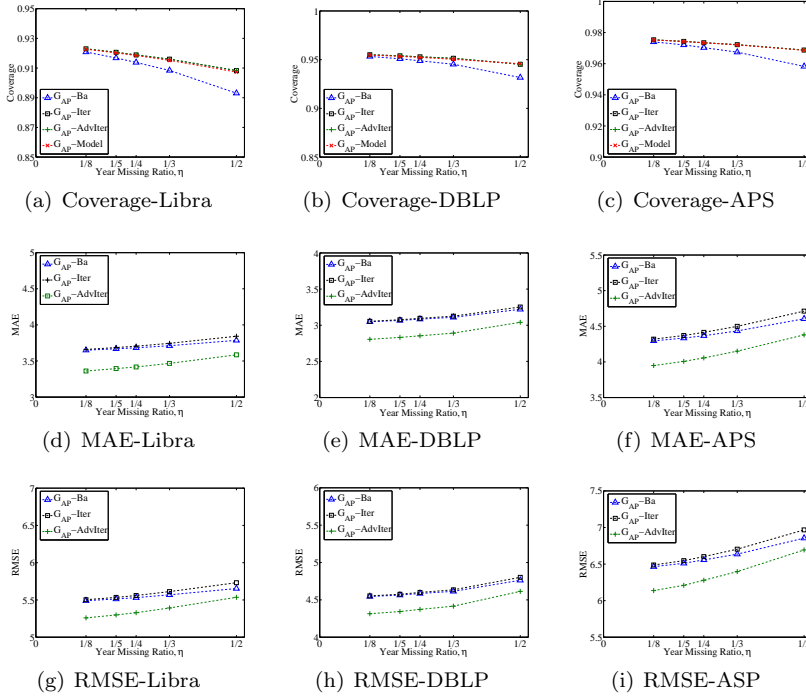 0.95
0.93
0.91
0.89
0.87
0.85
Coverage
G_AP−Ba
G_AP−Iter
G_AP−AdvIter
G_AP−Model
0 1/8 1/5 1/4 1/3 1/2
Year Missing Ratio, η
(a) Coverage-Libra
1
0.95
0.9
0.85
Coverage
G_AP−Ba
G_AP−Iter
G_AP−AdvIter
G_AP−Model
0 1/8 1/5 1/4 1/3 1/2
Year Missing Ratio, η
(b) Coverage-DBLP
1
0.98
0.96
0.94
0.92
0.9
Coverage
G_AP−Ba
G_AP−Iter
G_AP−AdvIter
G_AP−Model
0 1/8 1/5 1/4 1/3
Year Missing Ratio, η
(c) Coverage-APS
5
4.5
4
3.5
3
MAE
G_AP−Ba
G_AP−Iter
G_AP−AdvIter
0 1/8 1/5 1/4 1/3 1/2
Year Missing Ratio, η
(d) MAE-Libra
4
3.5
3
2.5
2
MAE
G_AP−Ba
G_AP−Iter
G_AP−AdvIter
0 1/8 1/5 1/4 1/3 1/2
Year Missing Ratio, η
(e) MAE-DBLP
5.5
5
4.5
4
3.5
MAE
G_AP−Ba
G_AP−Iter
G_AP−AdvIter
0 1/8 1/5 1/4 1/3
Year Missing Ratio, η
(f) MAE-APS
7
6.5
6
5.5
5
RMSE
G_AP−Ba
G_AP−Iter
G_AP−AdvIter
0 1/8 1/5 1/4 1/3 1/2
Year Missing Ratio, η
(g) RMSE-Libra
6
5.5
5
4.5
4
RMSE
G_AP−Ba
G_AP−Iter
G_AP−AdvIter
0 1/8 1/5 1/4 1/3 1/2
Year Missing Ratio, η
(h) RMSE-DBLP
7.5
7
6.5
6
5.5
RMSE
G_AP−Ba
G_AP−Iter
G_AP−AdvIter
0 1/8 1/5 1/4 1/3
Year Missing Ratio, η
(i) RMSE-ASP